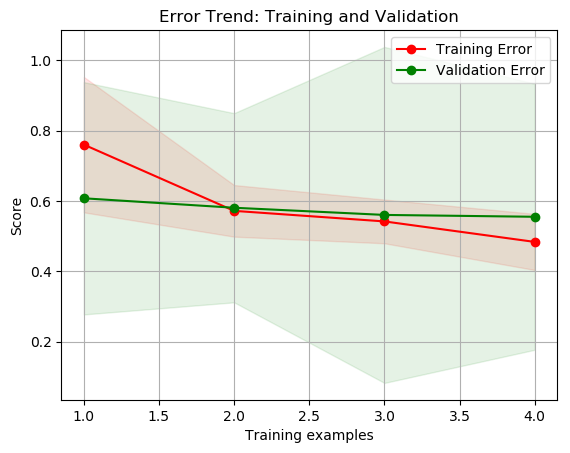 Error Trend: Training and Validation
Training Error
Validation Error
Score
1.0
0.8
0.6
0.4
0.2
1.0 1.5 2.0 2.5 3.0 3.5 4.0
Training examples